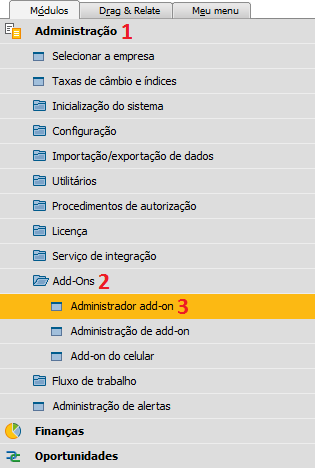 Módulos Drag & Relate Meu menu
Administração 1
Selecionar a empresa
Taxas de câmbio e índices
Inicialização do sistema
Configuração
Importação/exportação de dados
Utilitários
Procedimentos de autorização
Licença
Serviço de integração
Add-Ons 2
Administrador add-on 3
Administração de add-on
Add-on do celular
Fluxo de trabalho
Administração de alertas
Finanças
Oportunidades